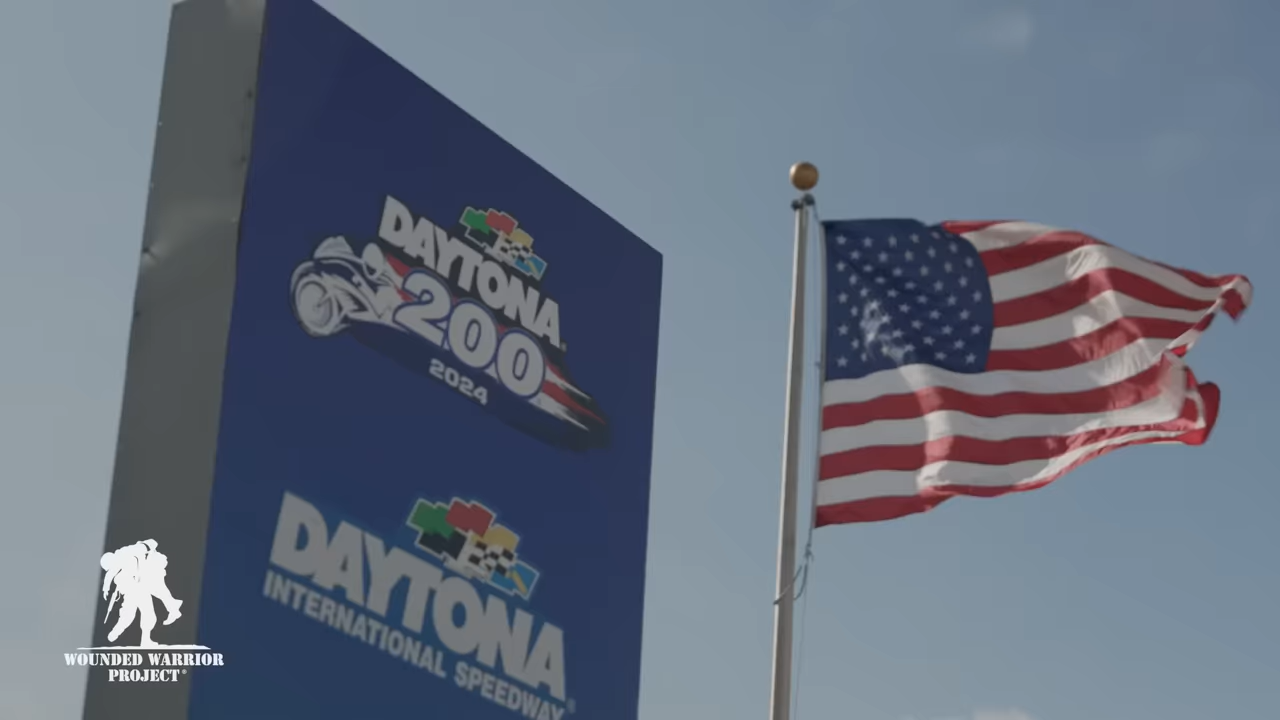 DAYTONA
200
2024
DAYTONA
INTERNATIONAL SPEEDWAY
WOUNDED WARRIOR
PROJECT®